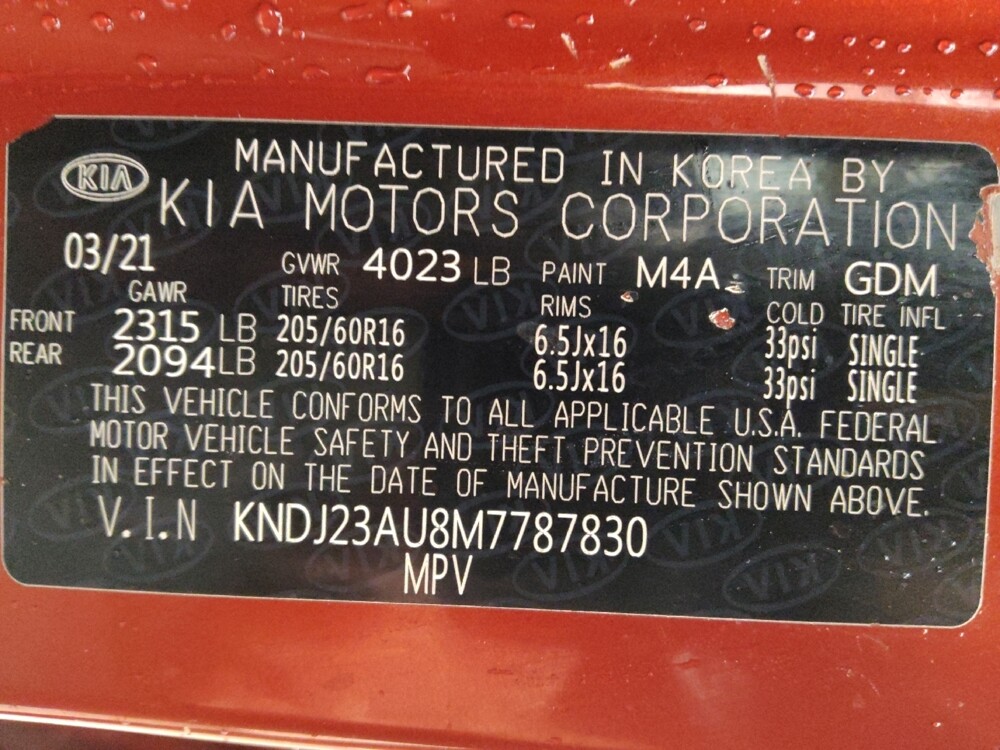 KIA MANUFACTURED IN KOREA BY
KIA MOTORS CORPORATION
03/21 GVWR 4023 LB PAINT M4A TRIM GDM
GAWR TIRES RIMS COLD TIRE INFL
FRONT 2315 LB 205/60R16 6.5Jx16 33psi SINGLE
REAR 2094LB 205/60R16 6.5Jx16 33psi SINGLE
THIS VEHICLE CONFORMS TO ALL APPLICABLE U.S.A. FEDERAL
MOTOR VEHICLE SAFETY AND THEFT PREVENTION STANDARDS
IN EFFECT ON THE DATE OF MANUFACTURE SHOWN ABOVE.
V.I.N KNDJ23AU8M7787830
MPV